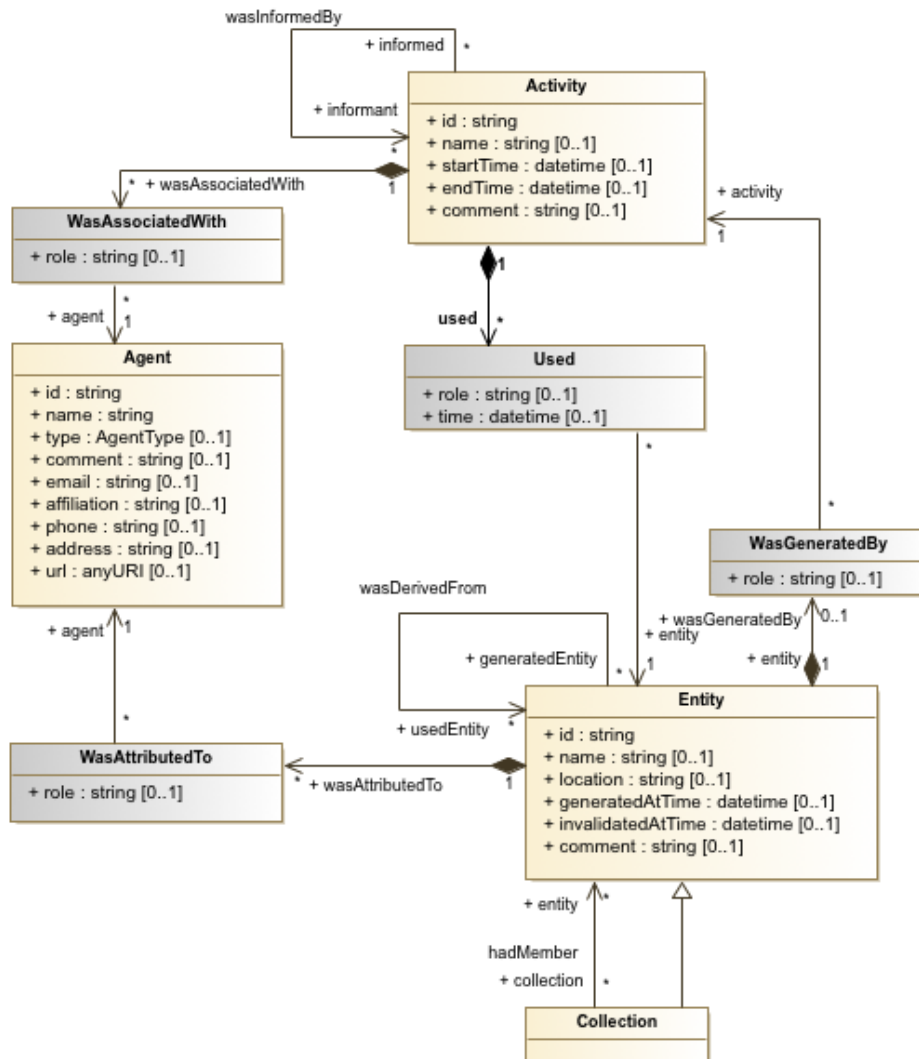 wasInformedBy
+ informed
*
+ informant
*
Activity
+ id : string
+ name : string [0..1]
+ startTime : datetime [0..1]
+ endTime : datetime [0..1]
+ comment : string [0..1]
* + wasAssociatedWith
1
+ activity
1
WasAssociatedWith
+ role : string [0..1]
1
*
+ agent
1
used
*
Agent
+ id : string
+ name : string
+ type : AgentType [0..1]
+ comment : string [0..1]
+ email : string [0..1]
+ affiliation : string [0..1]
+ phone : string [0..1]
+ address : string [0..1]
+ url : anyURI [0..1]
Used
+ role : string [0..1]
+ time : datetime [0..1]
*
*
WasGeneratedBy
+ role : string [0..1]
wasDerivedFrom
+ wasGeneratedBy
0..1
+ agent
1
+ entity
1
+ generatedEntity
*
+ entity
1
+ usedEntity
*
Entity
+ id : string
+ name : string [0..1]
+ location : string [0..1]
+ generatedAtTime : datetime [0..1]
+ invalidatedAtTime : datetime [0..1]
+ comment : string [0..1]
*
WasAttributedTo
+ role : string [0..1]
* + wasAttributedTo
1
+ entity
*
hadMember
+ collection
*
Collection